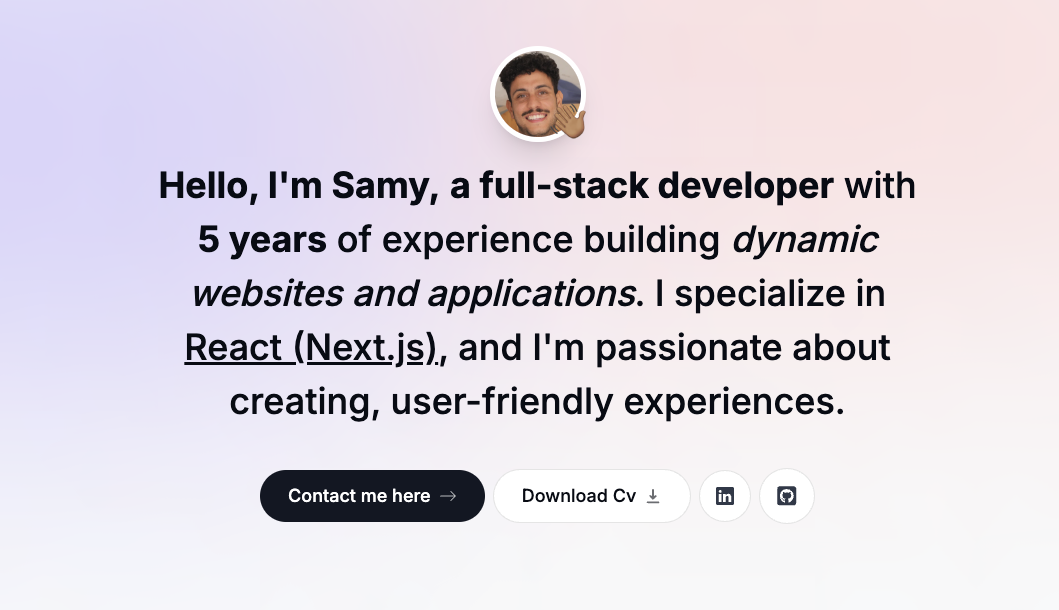 Hello, I'm Samy, a full-stack developer with
5 years of experience building dynamic
websites and applications. I specialize in
React (Next.js), and I'm passionate about
creating, user-friendly experiences.
Contact me here
Download Cv
in